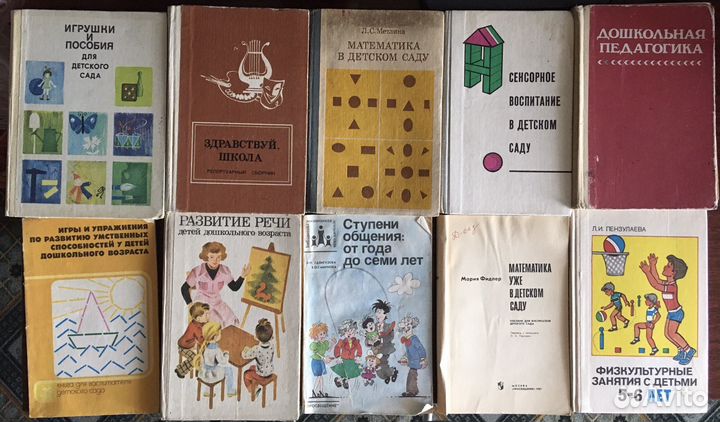 ИГРУШКИ
И
ПОСОБИЯ
ДЛЯ
ДЕТСКОГО
САДА
ЗДРАВСТВУЙ,
ШКОЛА
РЕПЕРТУАРНЫЙ СБОРНИК
Л.С. Метлина
МАТЕМАТИКА
В ДЕТСКОМ САДУ
СЕНСОРНОЕ
ВОСПИТАНИЕ
В ДЕТСКОМ
САДУ
ДОШКОЛЬНАЯ
ПЕДАГОГИКА
ИГРЫ И УПРАЖНЕНИЯ
ПО РАЗВИТИЮ УМСТВЕННЫХ
СПОСОБНОСТЕЙ У ДЕТЕЙ
ДОШКОЛЬНОГО ВОЗРАСТА
книга для воспитателя
детского сада
РАЗВИТИЕ РЕЧИ
детей дошкольного возраста
2
Ступени
общения:
от года
до семи лет
ПРОСВЕЩЕНИЕ
Мария Фидлер
МАТЕМАТИКА
УЖЕ
В ДЕТСКОМ
САДУ
МОСКВА
Л.И. ПЕНЗУЛАЕВА
ФИЗКУЛЬТУРНЫЕ
ЗАНЯТИЯ С ДЕТЬМИ
5-6 ЛЕТ
Avito